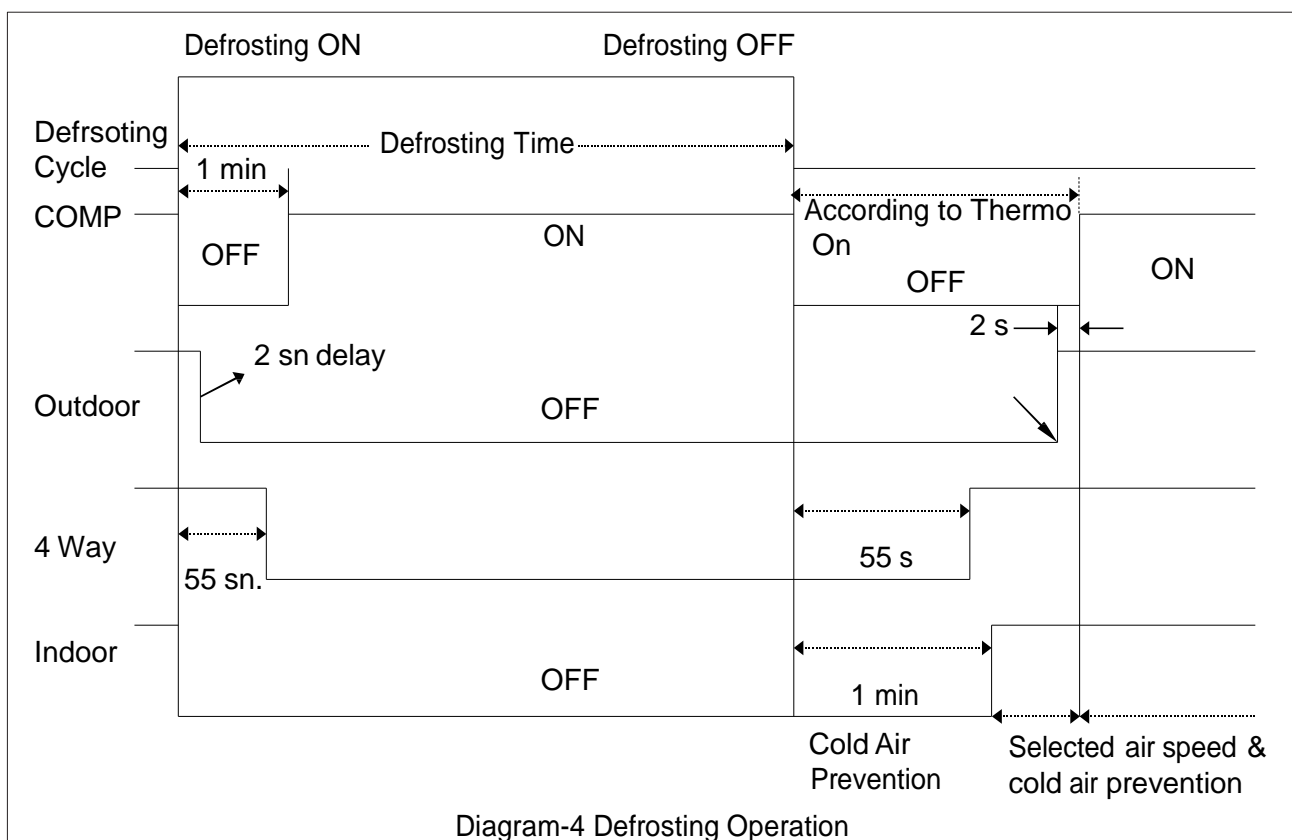 Defrosting ON
Defrosting OFF
Defrsoting
Cycle
Defrosting Time
1 min
COMP
OFF
ON
According to Thermo
On
OFF
ON
2 s
2 sn delay
Outdoor
OFF
4 Way
55 sn.
55 s
Indoor
OFF
1 min
Cold Air
Prevention
Selected air speed &
cold air prevention
Diagram-4 Defrosting Operation